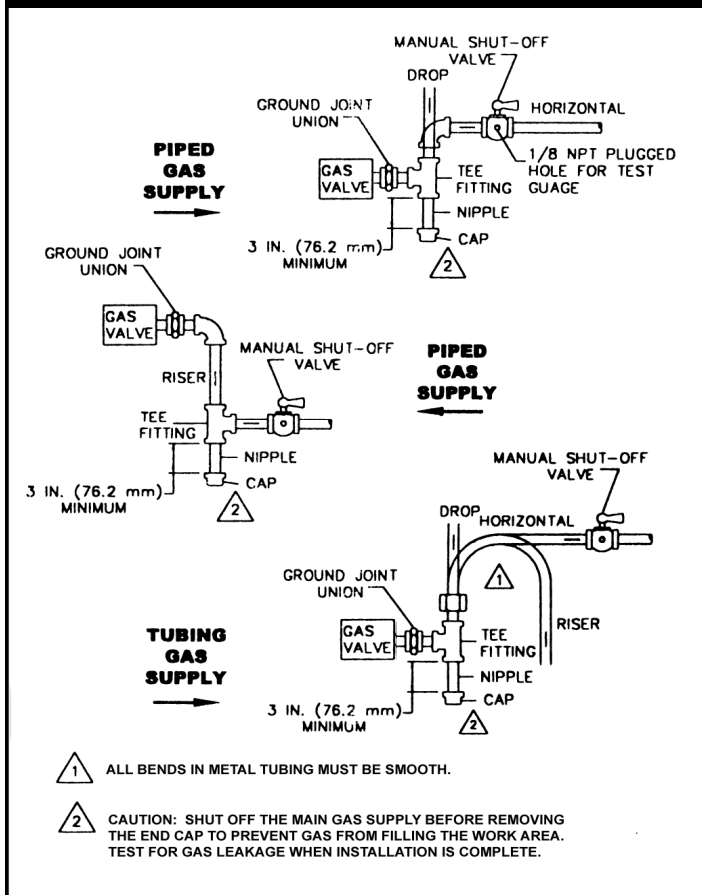 MANUAL SHUT-OFF
VALVE
DROP
GROUND JOINT
UNION
HORIZONTAL
PIPED
GAS
SUPPLY
GAS
VALVE
TEE
FITTING
1/8 NPT PLUGGED
HOLE FOR TEST
GUAGE
NIPPLE
3 IN. (76.2 mm)
MINIMUM
CAP
2
GROUND JOINT
UNION
GAS
VALVE
MANUAL SHUT-OFF
VALVE
PIPED
GAS
SUPPLY
RISER
TEE
FITTING
NIPPLE
3 IN. (76.2 mm)
MINIMUM
CAP
2
MANUAL SHUT-OFF
VALVE
DROP
HORIZONTAL
1
GROUND JOINT
UNION
RISER
TUBING
GAS
SUPPLY
GAS
VALVE
TEE
FITTING
NIPPLE
3 IN. (76.2 mm)
MINIMUM
CAP
2
1 ALL BENDS IN METAL TUBING MUST BE SMOOTH.
2 CAUTION: SHUT OFF THE MAIN GAS SUPPLY BEFORE REMOVING
THE END CAP TO PREVENT GAS FROM FILLING THE WORK AREA.
TEST FOR GAS LEAKAGE WHEN INSTALLATION IS COMPLETE.